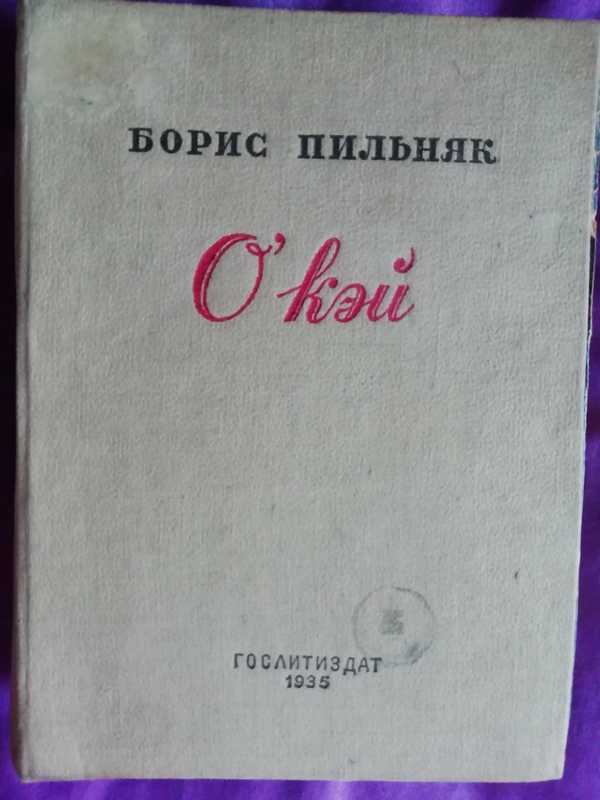 БОРИС ПИЛЬНЯК
О'кэй
ГОСЛИТИЗДАТ
1935